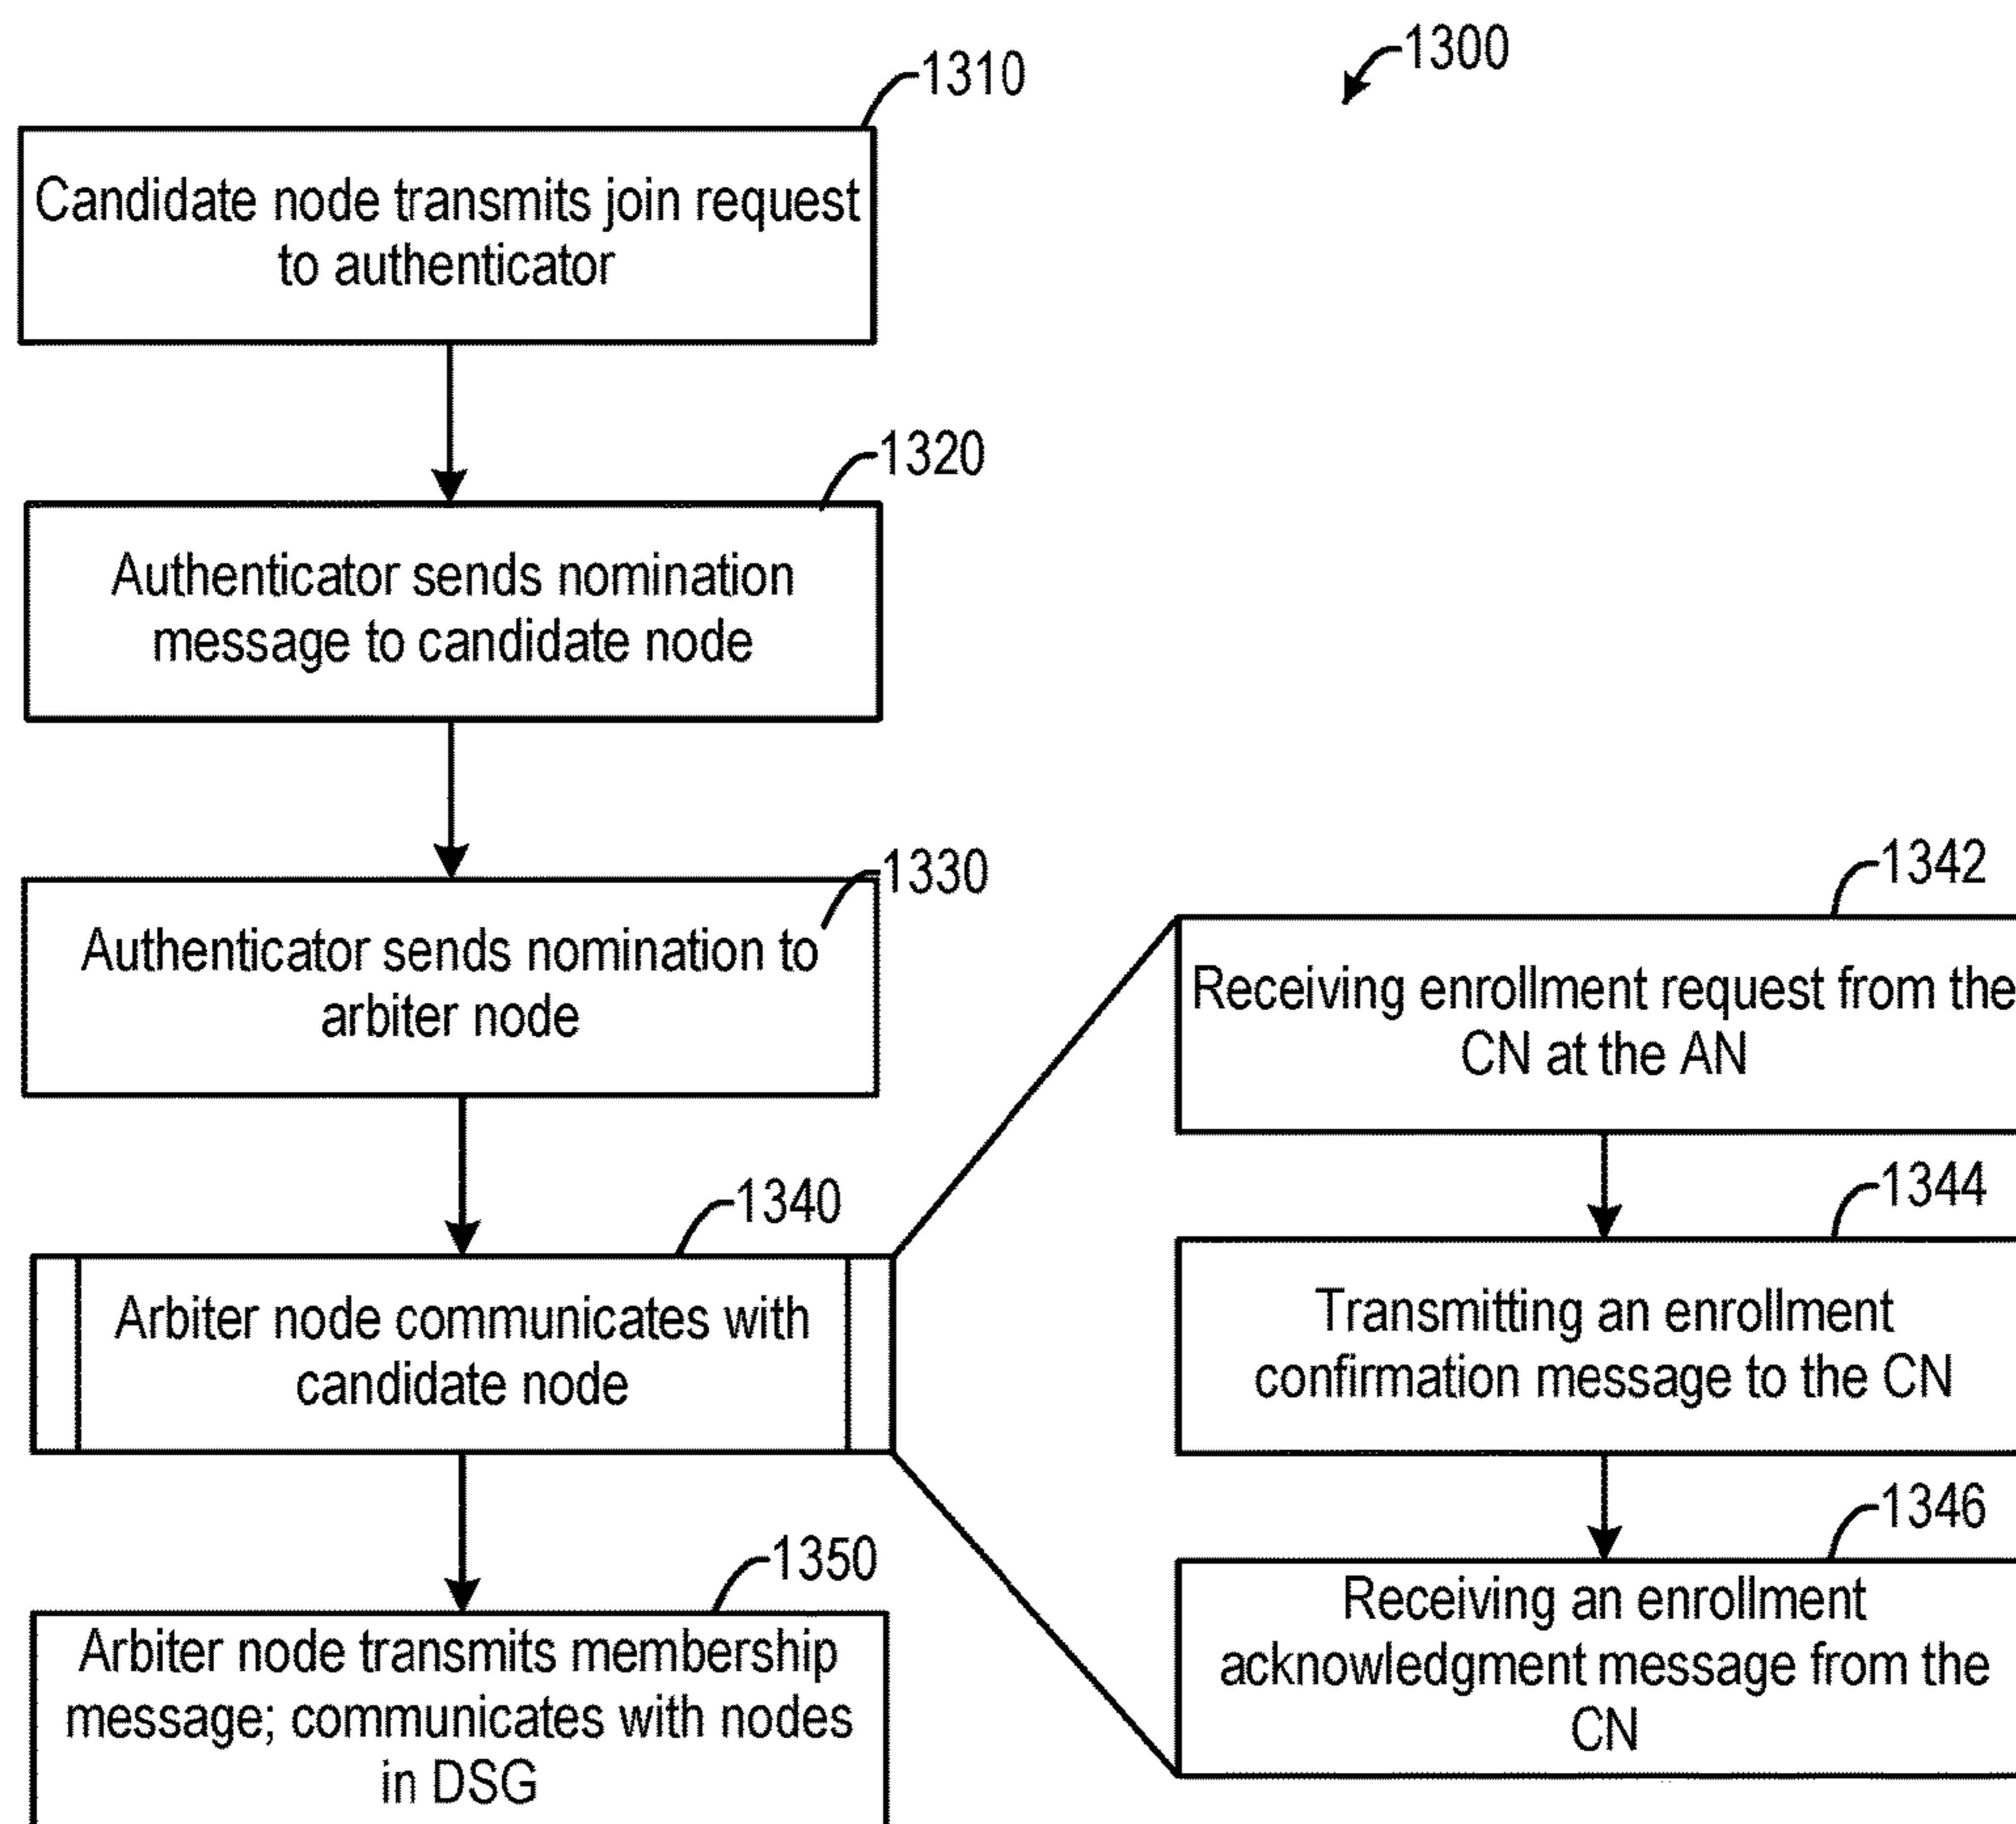 1300
1310
Candidate node transmits join request
to authenticator
1320
Authenticator sends nomination
message to candidate node
1330
Authenticator sends nomination to
arbiter node
1340
Arbiter node communicates with
candidate node
1342
Receiving enrollment request from the
CN at the AN
1344
Transmitting an enrollment
confirmation message to the CN
1346
Receiving an enrollment
acknowledgment message from the
CN
1350
Arbiter node transmits membership
message; communicates with nodes
in DSG